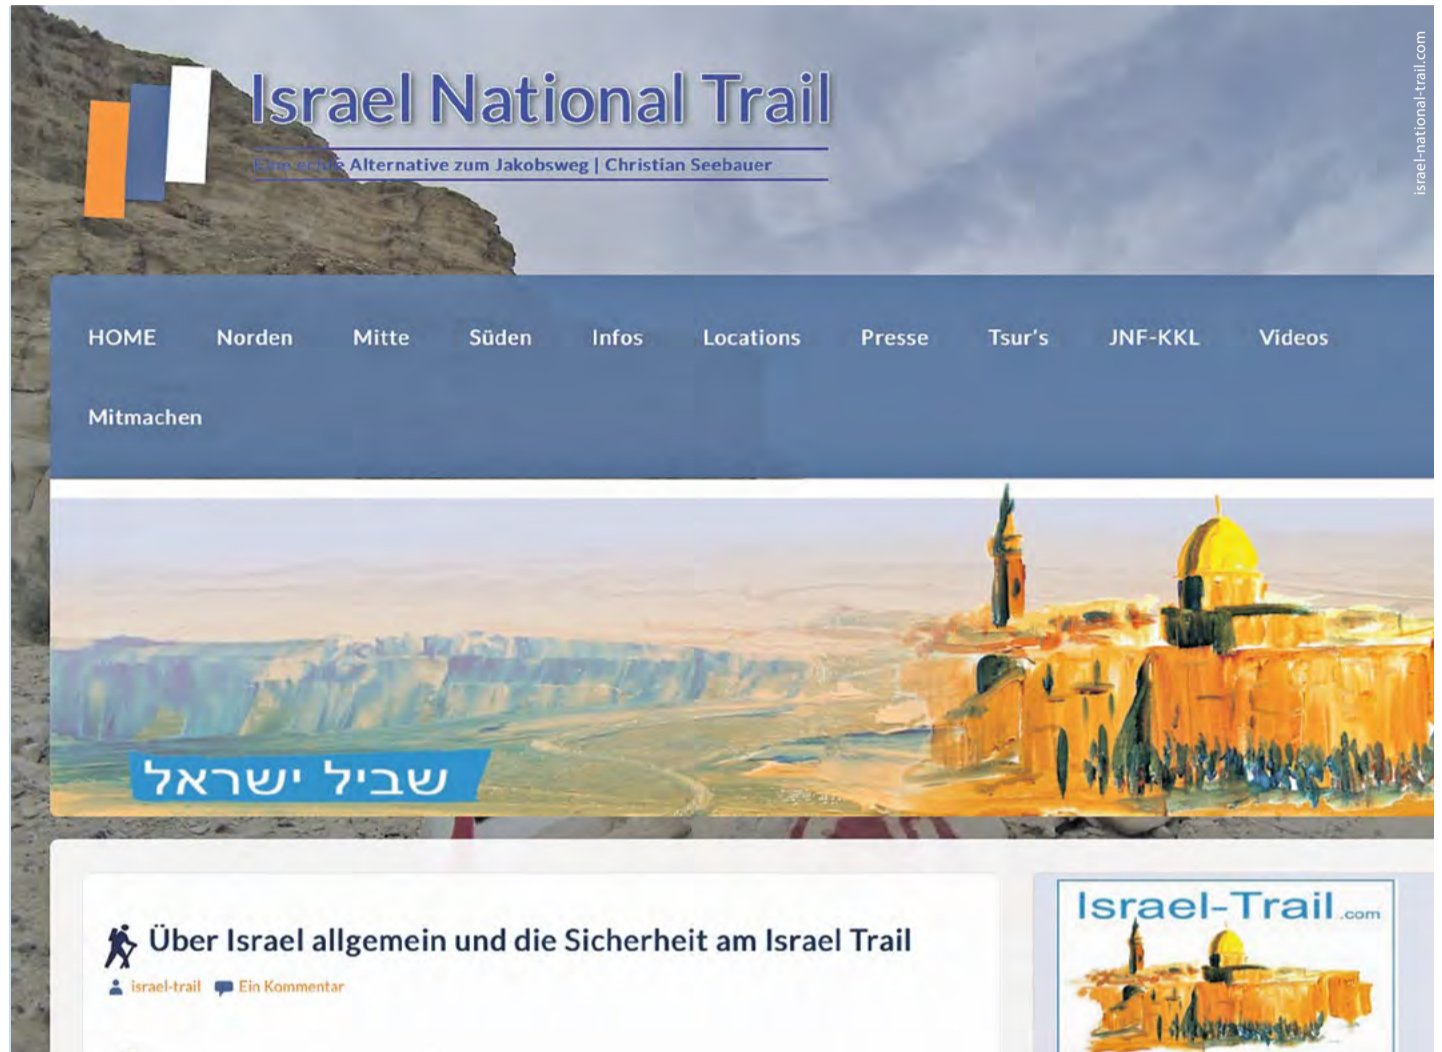 israel-national-trail.com
Israel National Trail
Eine echte Alternative zum Jakobsweg | Christian Seebauer
HOME Norden Mitte Süden Infos Locations Presse Tsur's JNF-KKL Videos
Mitmachen
שביל ישראל
Über Israel allgemein und die Sicherheit am Israel Trail
israel-trail Ein Kommentar
Israel-Trail.com